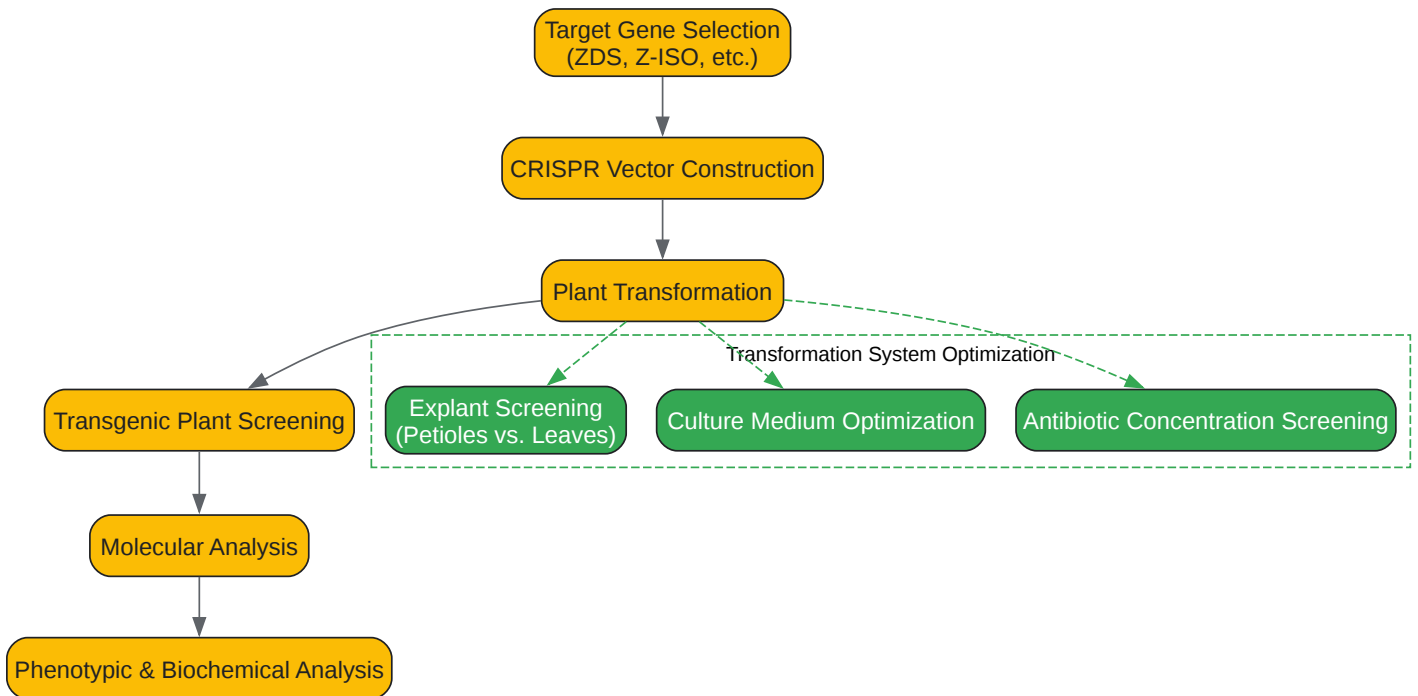 Target Gene Selection
(ZDS, Z-ISO, etc.)
CRISPR Vector Construction
Plant Transformation
Transformation System Optimization
Transgenic Plant Screening
Explant Screening
(Petioles vs. Leaves)
Culture Medium Optimization
Antibiotic Concentration Screening
Molecular Analysis
Phenotypic & Biochemical Analysis